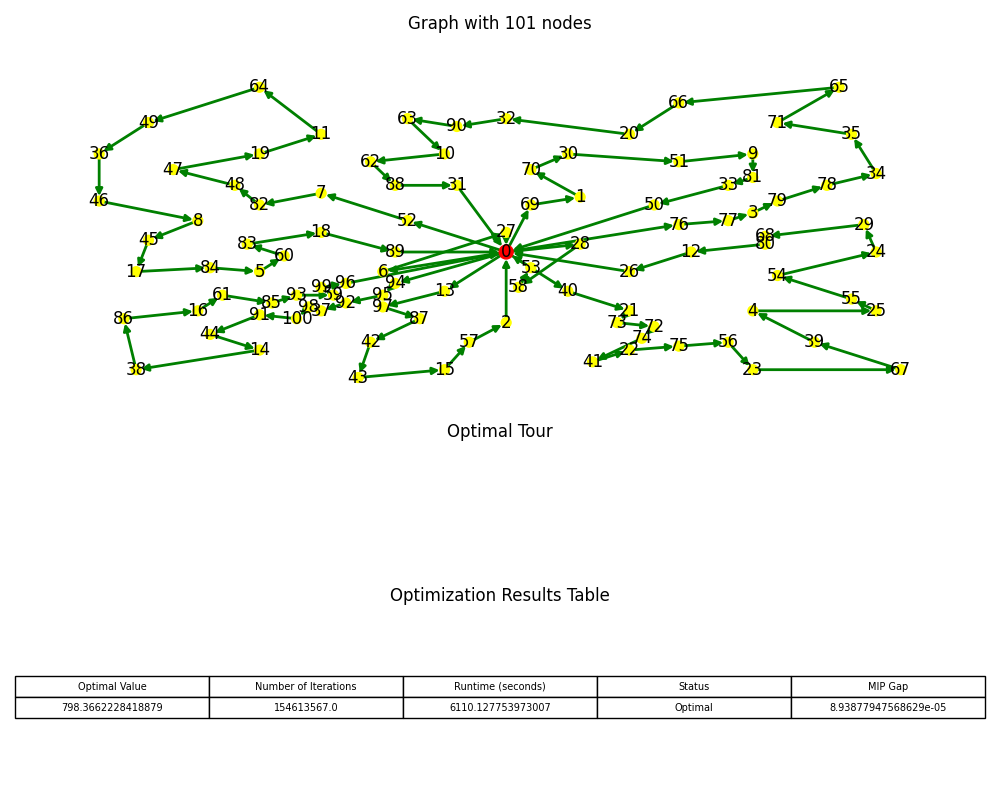 Graph with 101 nodes
64 65
66
63 32
49 90 71
11 20 35
36 19 10 30 9
62 51
47 70 34
81
48 88 31 33 78
7 1
46 82 69 50 79
3
8 52 76 77 29
18 27 68
45 83 28 80
60 89 0 12 24
17 84 5 6 53 26 54
99 96 94 58
61 93 59 95 13 40
85 92 55
16 98 37 97 21 4 25
86 91 100 87 2 73
72
44 74
42 57 56 39
14 22 75
41
38 15 23 67
43
Optimal Tour
Optimization Results Table
Optimal Value Number of Iterations Runtime (seconds) Status MIP Gap
798.3662228418879 154613567.0 6110.127753973007 Optimal 8.93877947568629e-05